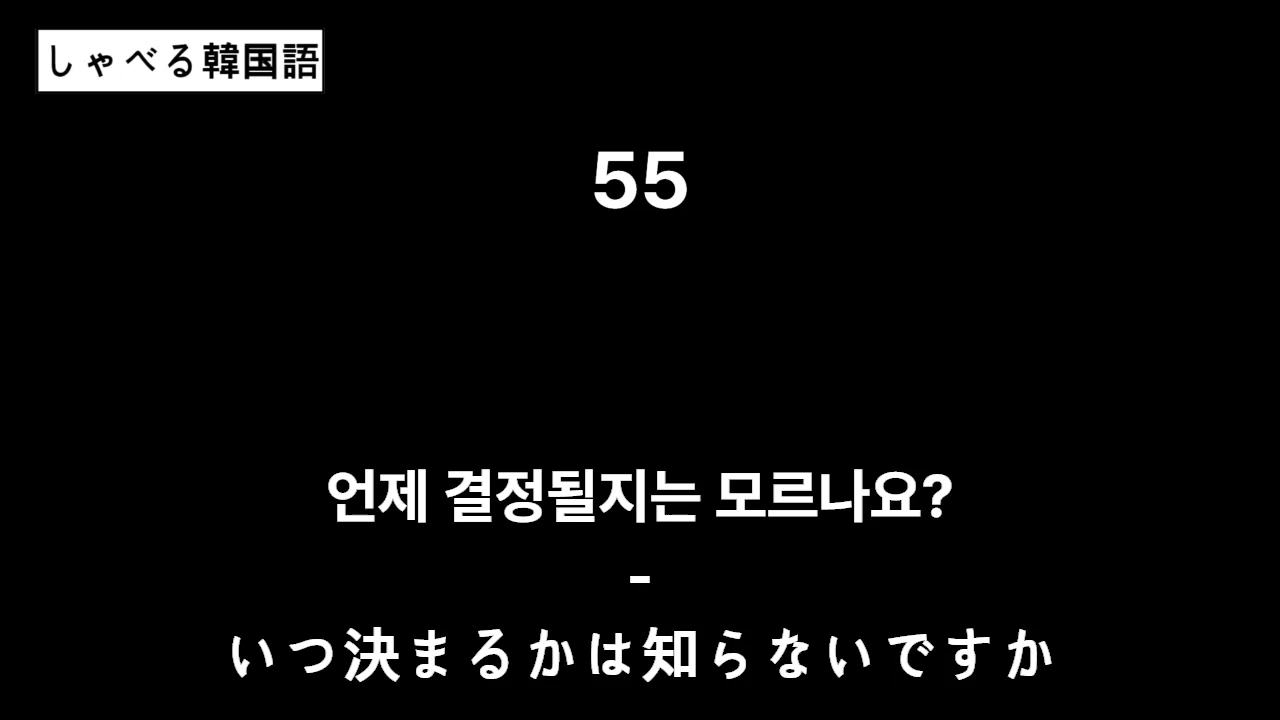 しゃべる韓国語
55
언제 결정될지는 모르나요?
-
いつ決まるかは知らないですか